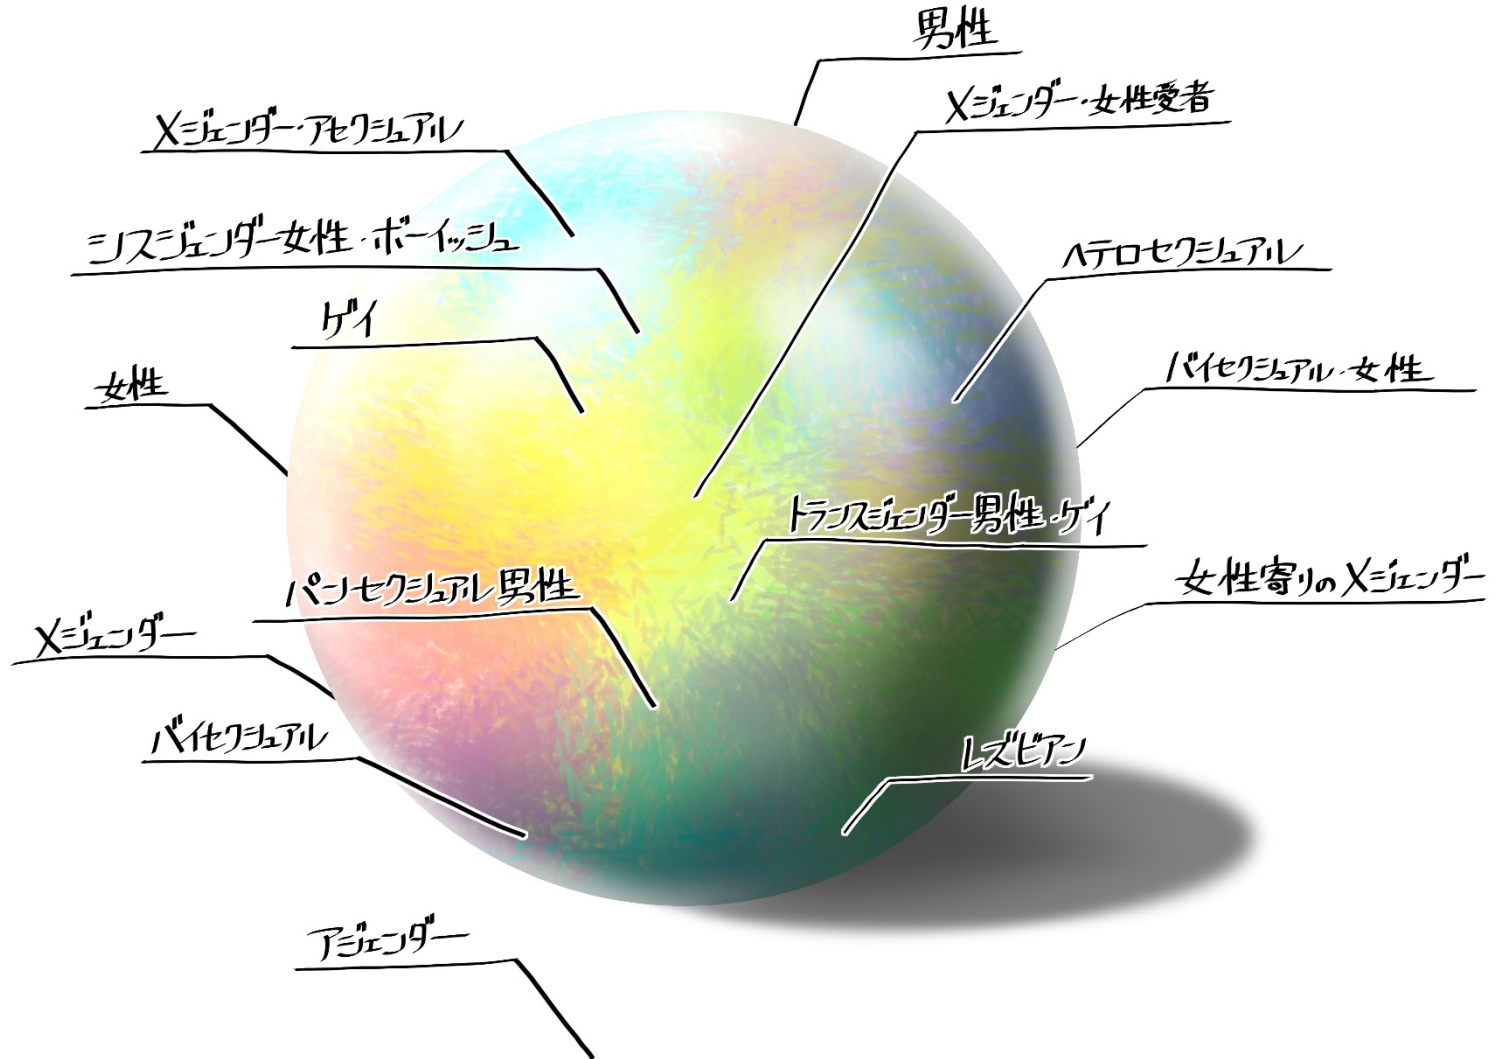 男性
Xジェンダー・女性愛者
Xジェンダー・アセクシュアル
シスジェンダー女性・ボーイッシュ
ヘテロセクシュアル
ゲイ
女性
バイセクシュアル・女性
トランスジェンダー男性・ゲイ
パンセクシュアル男性
女性寄りのXジェンダー
Xジェンダー
バイセクシュアル
レズビアン
アジェンダー